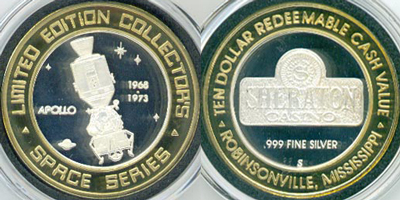 LIMITED EDITION COLLECTORS
1968
1973
APOLLO
SPACE SERIES
TEN DOLLAR REDEEMABLE CASH VALUE
SHERATON
CASINO
.999 FINE SILVER
S
ROBINSONVILLE, MISSISSIPPI